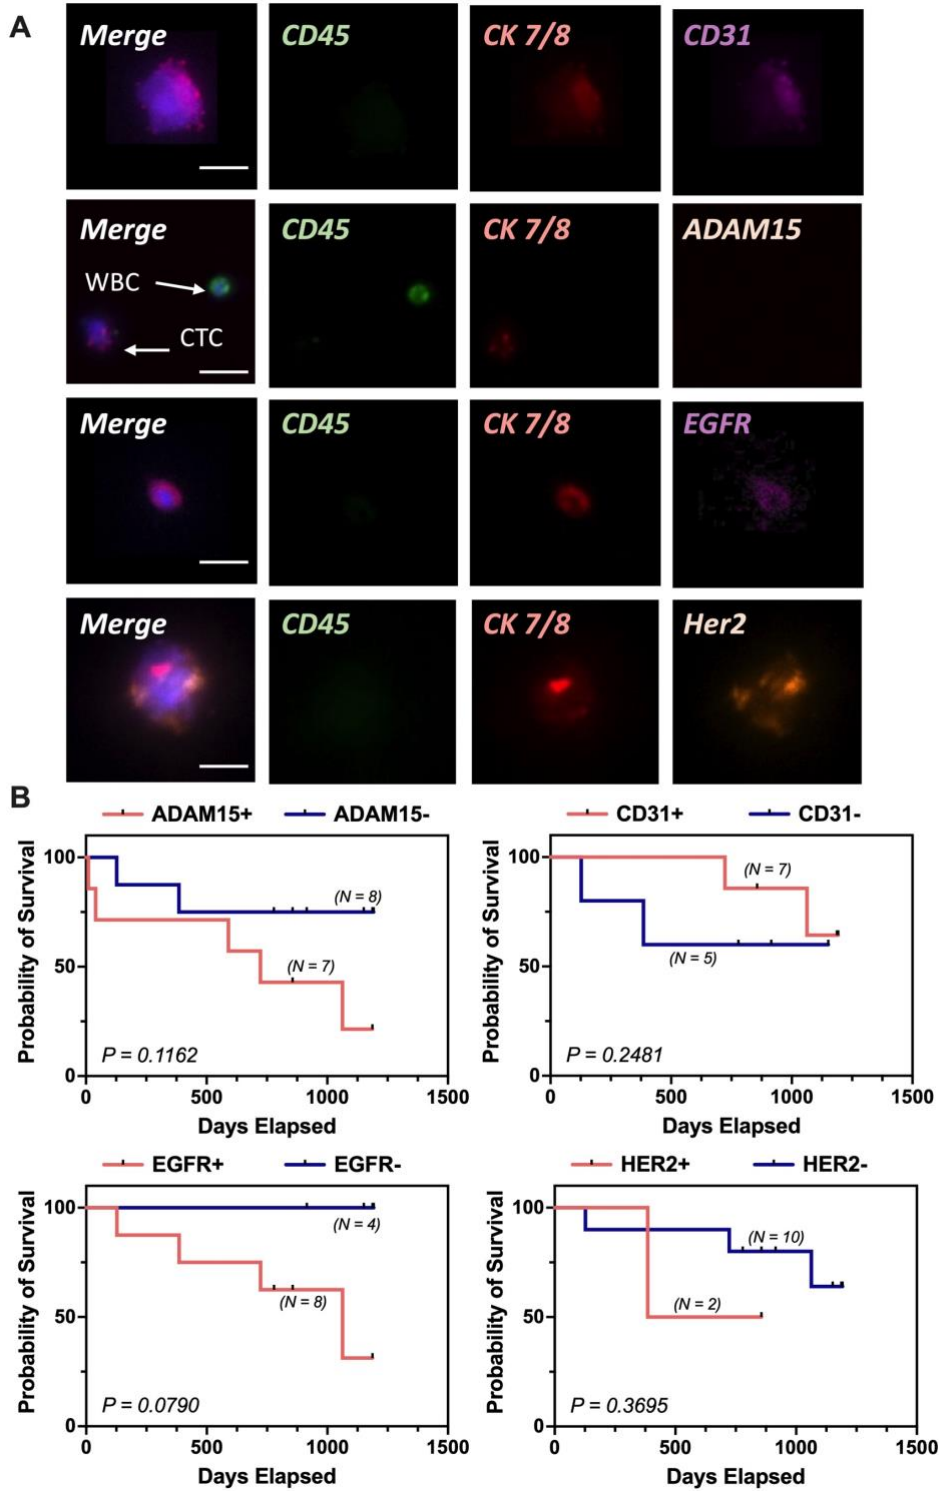 A
Merge CD45 CK 7/8 CD31
Merge CD45 CK 7/8 ADAM15
WBC
CTC
Merge CD45 CK 7/8 EGFR
Merge CD45 CK 7/8 Her2
B
ADAM15+ ADAM15-
Probability of Survival
100
50
0
(N = 8)
(N = 7)
P = 0.1162
0 500 1000 1500
Days Elapsed
CD31+ CD31-
Probability of Survival
100
50
0
(N = 7)
(N = 5)
P = 0.2481
0 500 1000 1500
Days Elapsed
EGFR+ EGFR-
Probability of Survival
100
50
0
(N = 4)
(N = 8)
P = 0.0790
0 500 1000 1500
Days Elapsed
HER2+ HER2-
Probability of Survival
100
50
0
(N = 10)
(N = 2)
P = 0.3695
0 500 1000 1500
Days Elapsed